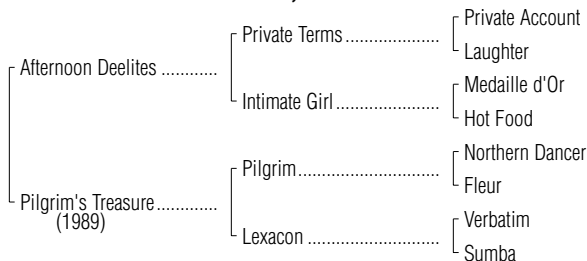 Private Account
Private Terms
Laughter
Afternoon Deelites
Medaille d'Or
Intimate Girl
Hot Food
Northern Dancer
Pilgrim
Fleur
Pilgrim's Treasure
(1989)
Verbatim
Lexacon
Sumba